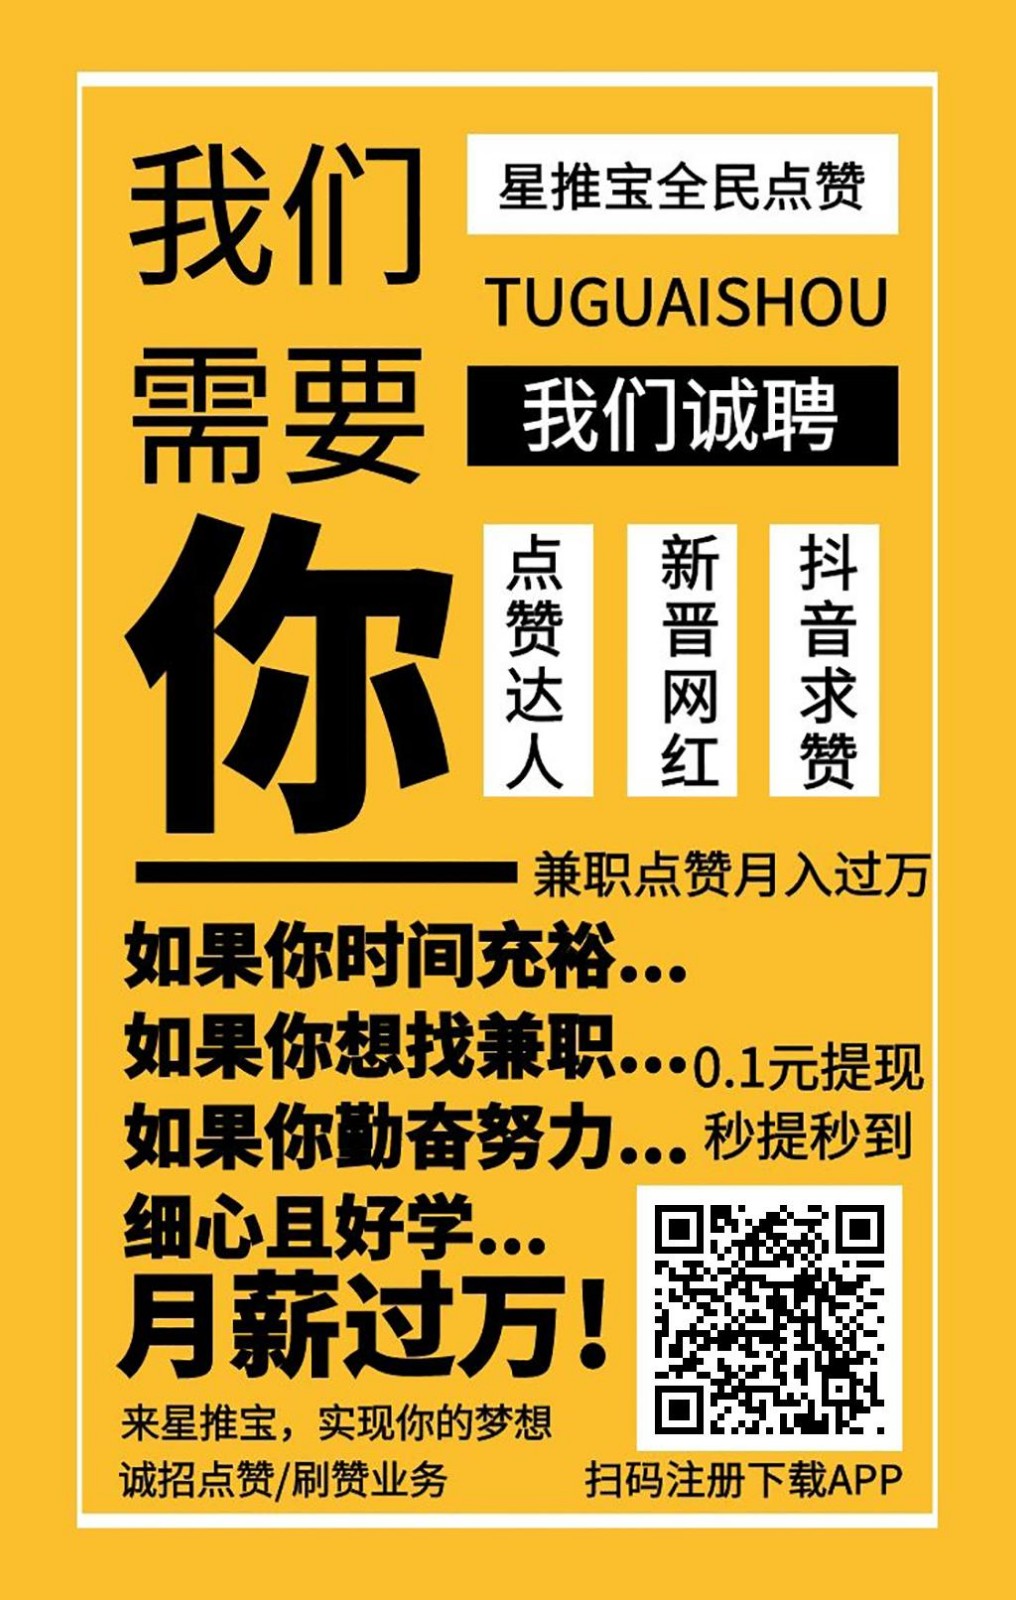 我们
需要
你
星推宝全民点赞
TUGUAISHOU
我们诚聘
点赞达人
新晋网红
抖音求赞
兼职点赞月入过万
如果你时间充裕...
如果你想找兼职...
如果你勤奋努力...
细心且好学...
0.1元提现
秒提秒到
月薪过万!
来星推宝，实现你的梦想
诚招点赞/刷赞业务
扫码注册下载APP